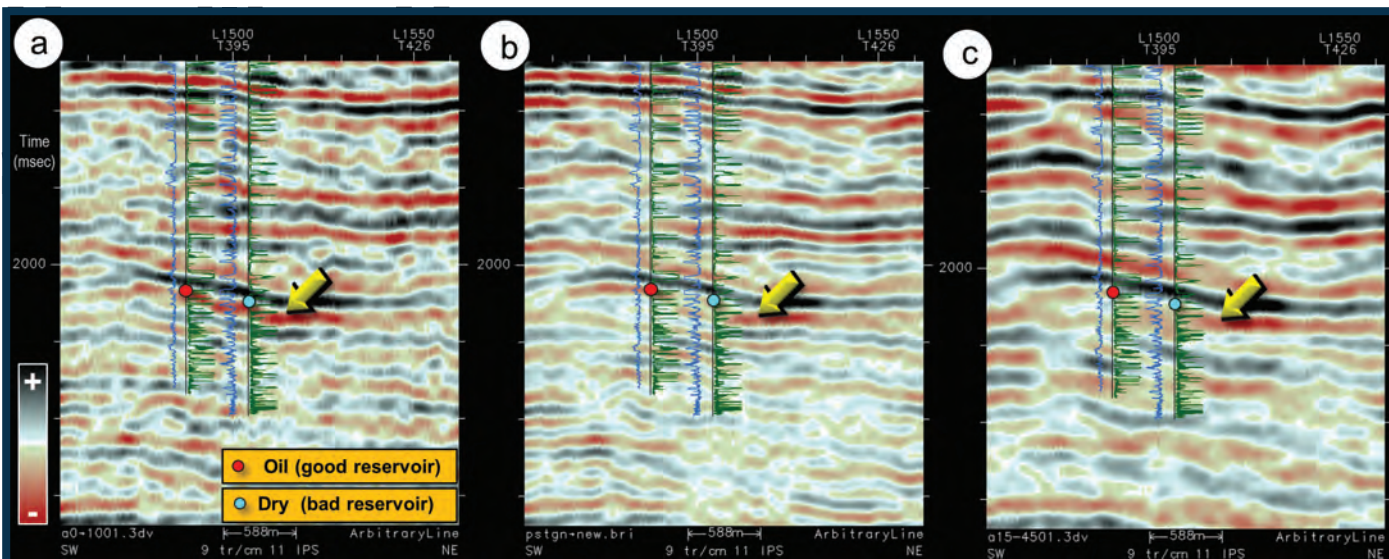 a
L1500
T395
L1550
T426
Time
(msec)
2000
+
-
Oil (good reservoir)
Dry (bad reservoir)
a0→1001.3dv
588m
ArbitraryLine
SW
9 tr/cm 11 IPS
NE
b
L1500
T395
L1550
T426
2000
pstgn→new.bri
588m
ArbitraryLine
SW
9 tr/cm 11 IPS
NE
c
L1500
T395
L1550
T426
2000
a15-4501.3dv
588m
ArbitraryLine
SW
9 tr/cm 11 IPS
NE